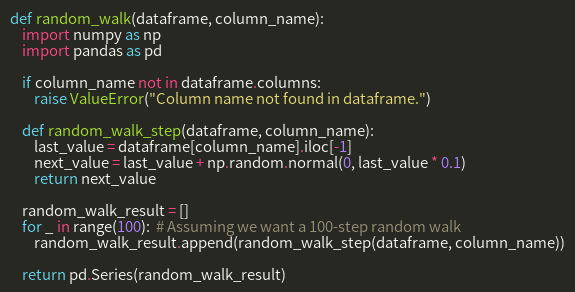 def random_walk(dataframe, column_name):
    import numpy as np
    import pandas as pd

    if column_name not in dataframe.columns:
        raise ValueError("Column name not found in dataframe.")

    def random_walk_step(dataframe, column_name):
        last_value = dataframe[column_name].iloc[-1]
        next_value = last_value + np.random.normal(0, last_value * 0.1)
        return next_value

    random_walk_result = []
    for _ in range(100):  # Assuming we want a 100-step random walk
        random_walk_result.append(random_walk_step(dataframe, column_name))

    return pd.Series(random_walk_result)